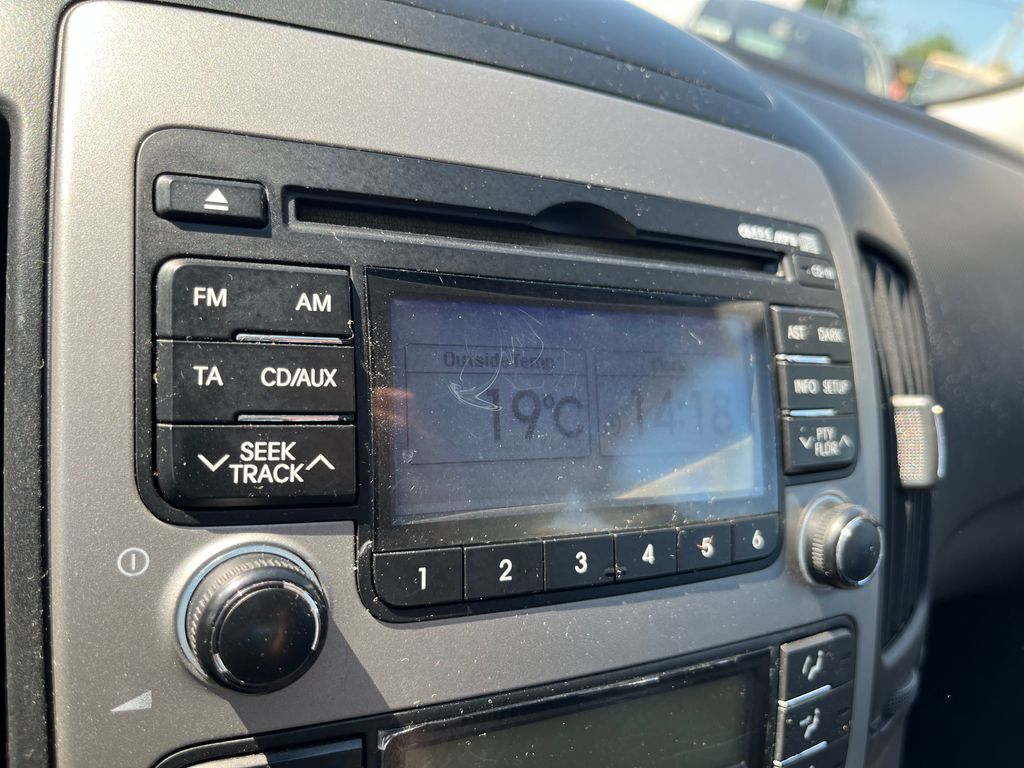 FM AM
AST DARK
Outside Temp
Clock
TA CD/AUX
INFO SETUP
19°C
14:18
SEEK
TRACK
PTY
FLDR
1 2 3 4 5 6